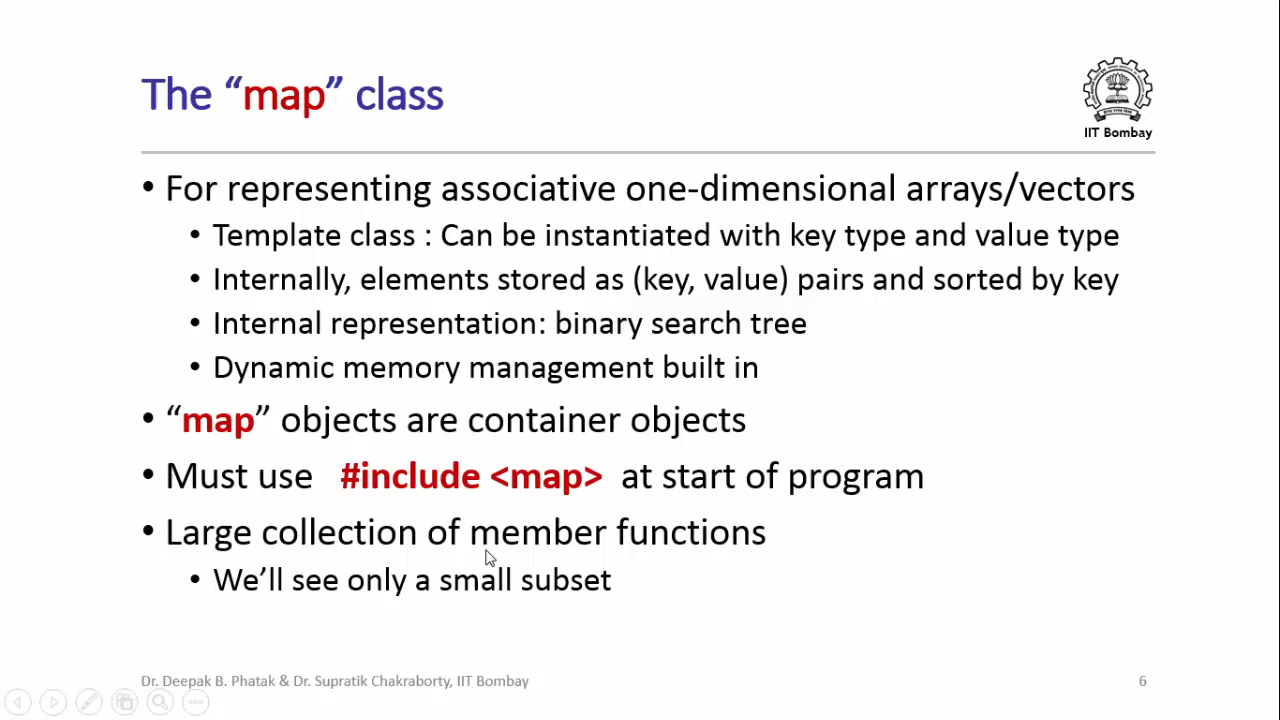 The “map” class
IIT Bombay
• For representing associative one-dimensional arrays/vectors
• Template class : Can be instantiated with key type and value type
• Internally, elements stored as (key, value) pairs and sorted by key
• Internal representation: binary search tree
• Dynamic memory management built in
• “map” objects are container objects
• Must use #include <map> at start of program
• Large collection of member functions
• We’ll see only a small subset
Dr. Deepak B. Phatak & Dr. Supratik Chakraborty, IIT Bombay
6